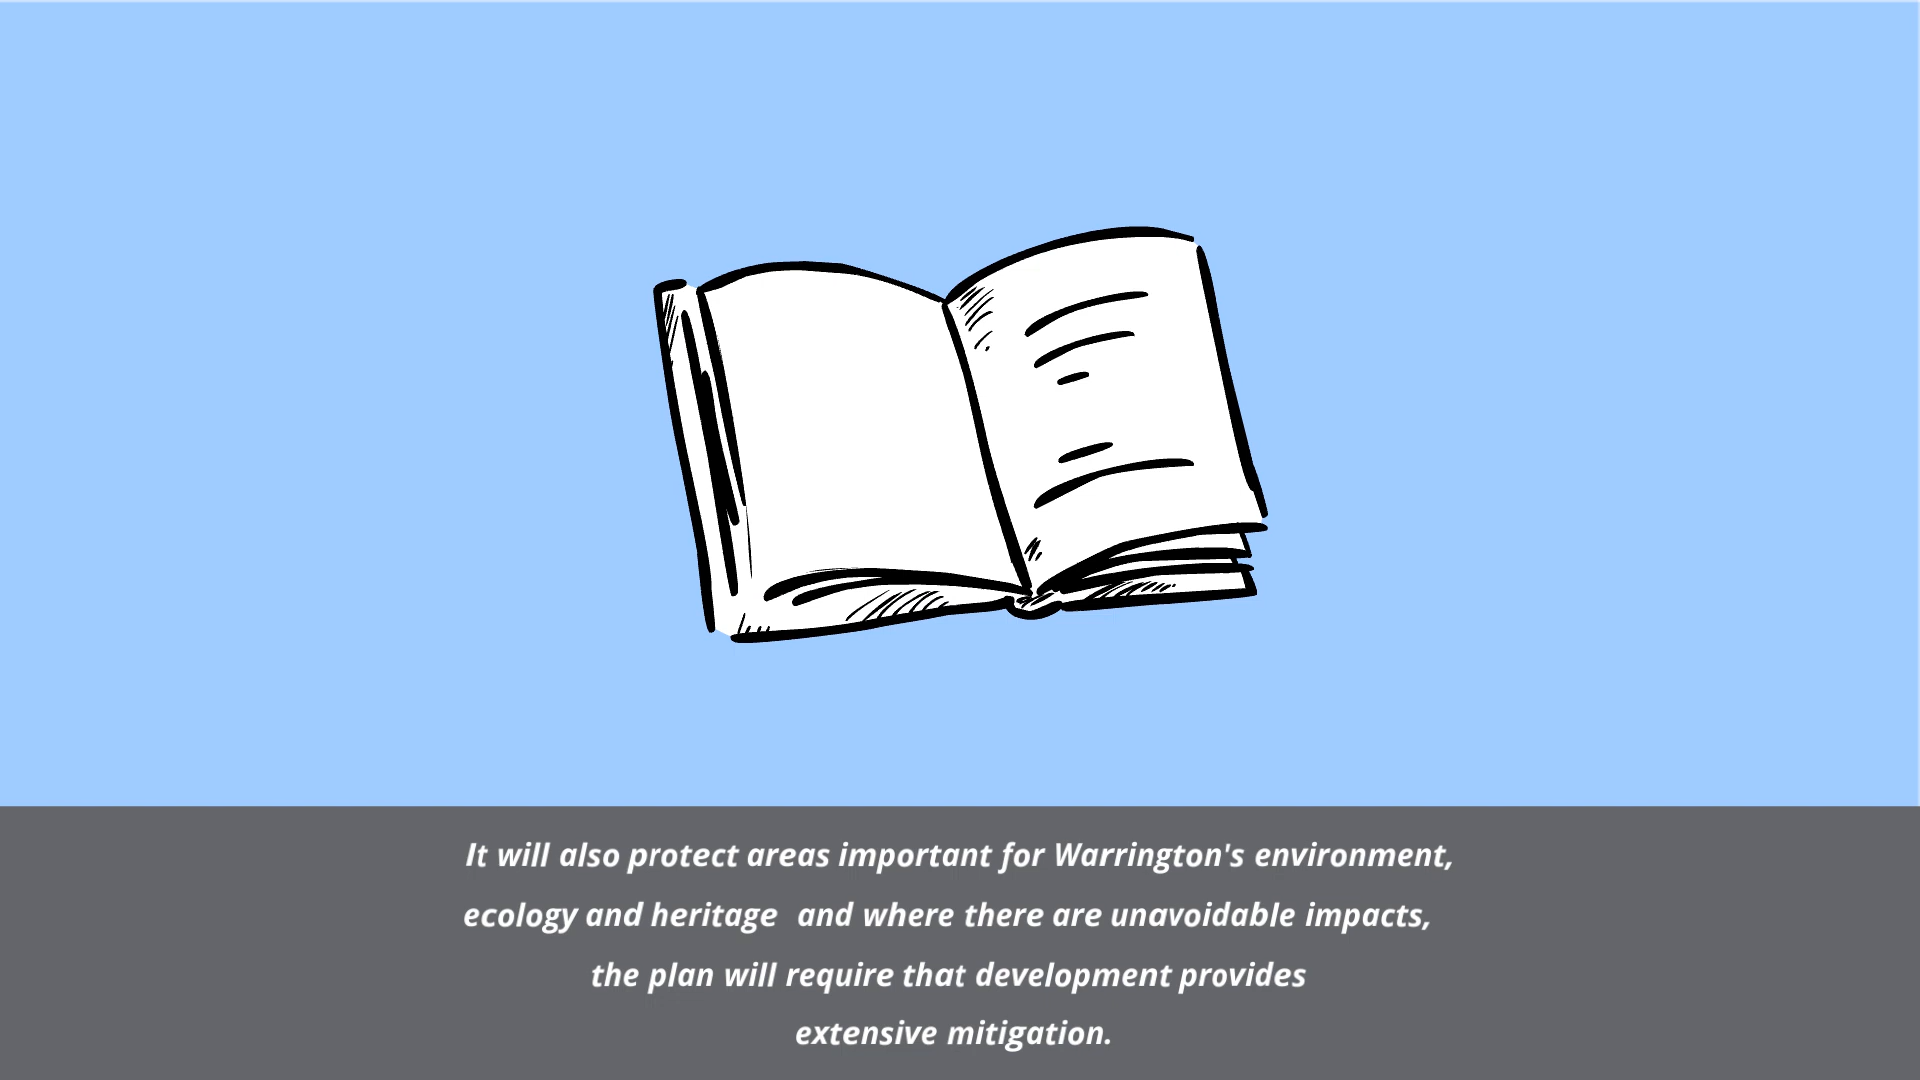 It will also protect areas important for Warrington's environment,
ecology and heritage  and where there are unavoidable impacts,
the plan will require that development provides
extensive mitigation.